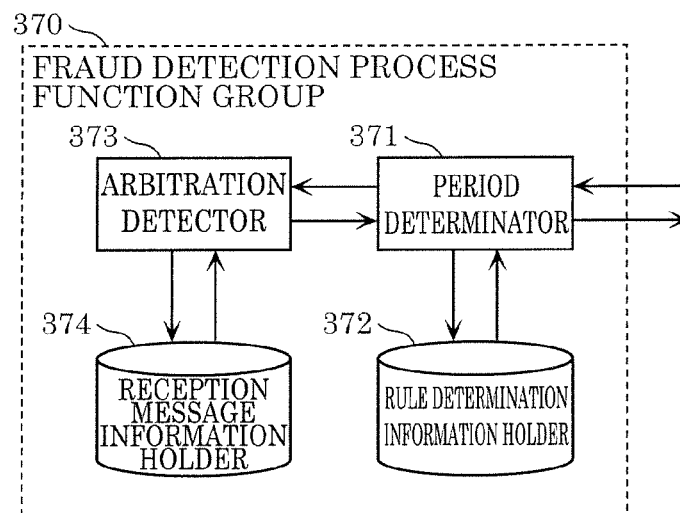 370
FRAUD DETECTION PROCESS
FUNCTION GROUP
373
371
ARBITRATION
DETECTOR
PERIOD
DETERMINATOR
374
372
RECEPTION
MESSAGE
INFORMATION
HOLDER
RULE DETERMINATION
INFORMATION HOLDER